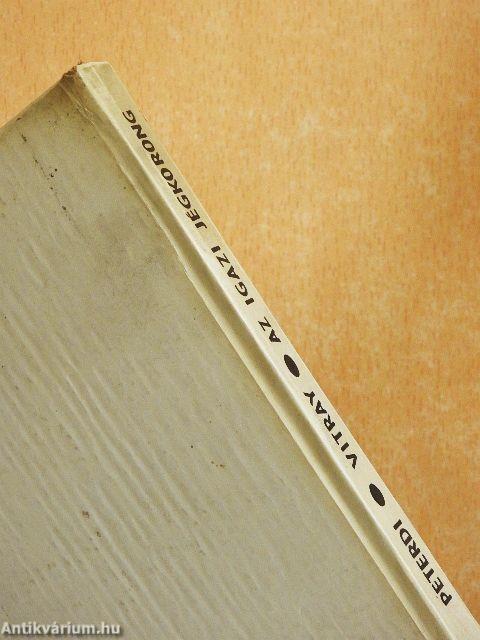 PETERDI ● VITRAY ● AZ IGAZI JÉGKORONG
Antikvárium.hu